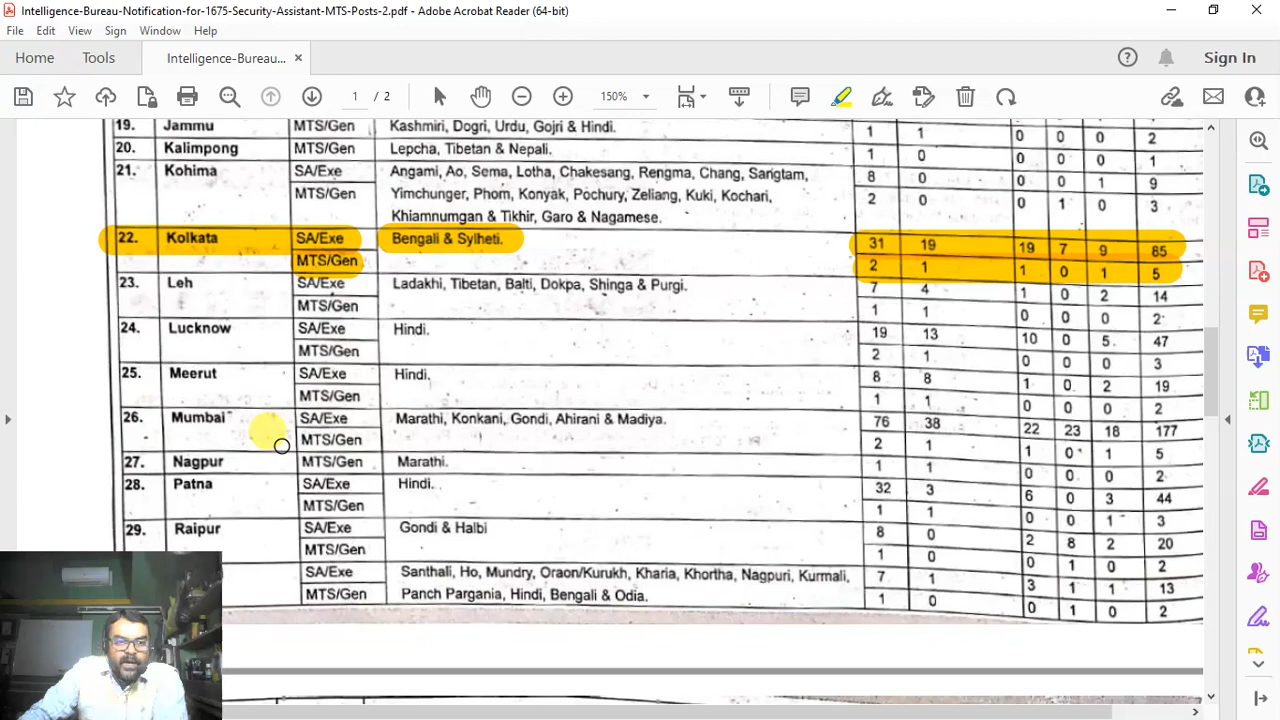 Intelligence-Bureau-Notification-for-1675-Security-Assistant-MTS-Posts-2.pdf - Adobe Acrobat Reader (64-bit)
File Edit View Sign Window Help
Home Tools Intelligence-Bureau... × Sign In
1 / 2 150%
19. Jammu MTS/Gen Kashmiri, Dogri, Urdu, Gojri & Hindi. 1 1 0 0 0 2
20. Kalimpong MTS/Gen Lepcha, Tibetan & Nepali. 1 0 0 0 0 1
21. Kohima SA/Exe Angami, Ao, Sema, Lotha, Chakesang, Rengma, Chang, Sangtam, 8 0 0 0 1 9
MTS/Gen Yimchunger, Phom, Konyak, Pochury, Zeliang, Kuki, Kochari, 2 0 0 1 0 3
Khiamnumgan & Tikhir, Garo & Nagamese.
22. Kolkata SA/Exe Bengali & Sylheti. 31 19 19 7 9 85
MTS/Gen 2 1 1 0 1 5
23. Leh SA/Exe Ladakhi, Tibetan, Balti, Dokpa, Shinga & Purgi. 7 4 1 0 2 14
MTS/Gen 1 1 0 0 0 2
24. Lucknow SA/Exe Hindi. 19 13 10 0 5 47
MTS/Gen 2 1 0 0 0 3
25. Meerut SA/Exe Hindi. 8 8 1 0 2 19
MTS/Gen 1 1 0 0 0 2
26. Mumbai SA/Exe Marathi, Konkani, Gondi, Ahirani & Madiya. 76 38 22 23 18 177
MTS/Gen 2 1 1 0 1 5
27. Nagpur MTS/Gen Marathi. 1 1 0 0 0 2
28. Patna SA/Exe Hindi. 32 3 6 0 3 44
MTS/Gen 1 1 0 0 1 3
29. Raipur SA/Exe Gondi & Halbi 8 0 2 8 2 20
MTS/Gen 1 0 0 1 0 2
SA/Exe Santhali, Ho, Mundry, Oraon/Kurukh, Kharia, Khortha, Nagpuri, Kurmali, 7 1 3 1 1 13
MTS/Gen Panch Pargania, Hindi, Bengali & Odia. 1 0 0 1 0 2